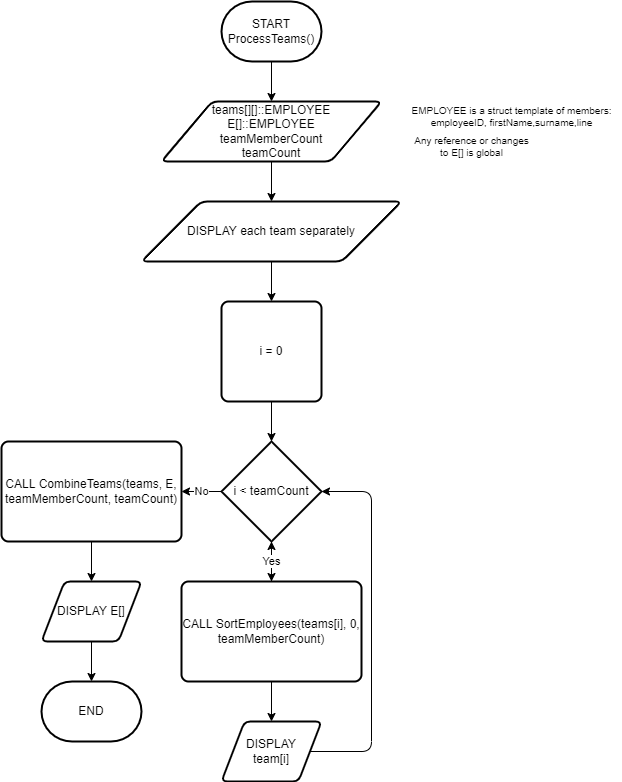 START
ProcessTeams()
teams[][]::EMPLOYEE
E[]::EMPLOYEE
teamMemberCount
teamCount
EMPLOYEE is a struct template of members:
employeeID, firstName,surname,line
Any reference or changes
to E[] is global
DISPLAY each team separately
i = 0
i < teamCount
No
CALL CombineTeams(teams, E,
teamMemberCount, teamCount)
Yes
DISPLAY E[]
CALL SortEmployees(teams[i], 0,
teamMemberCount)
END
DISPLAY
team[i]